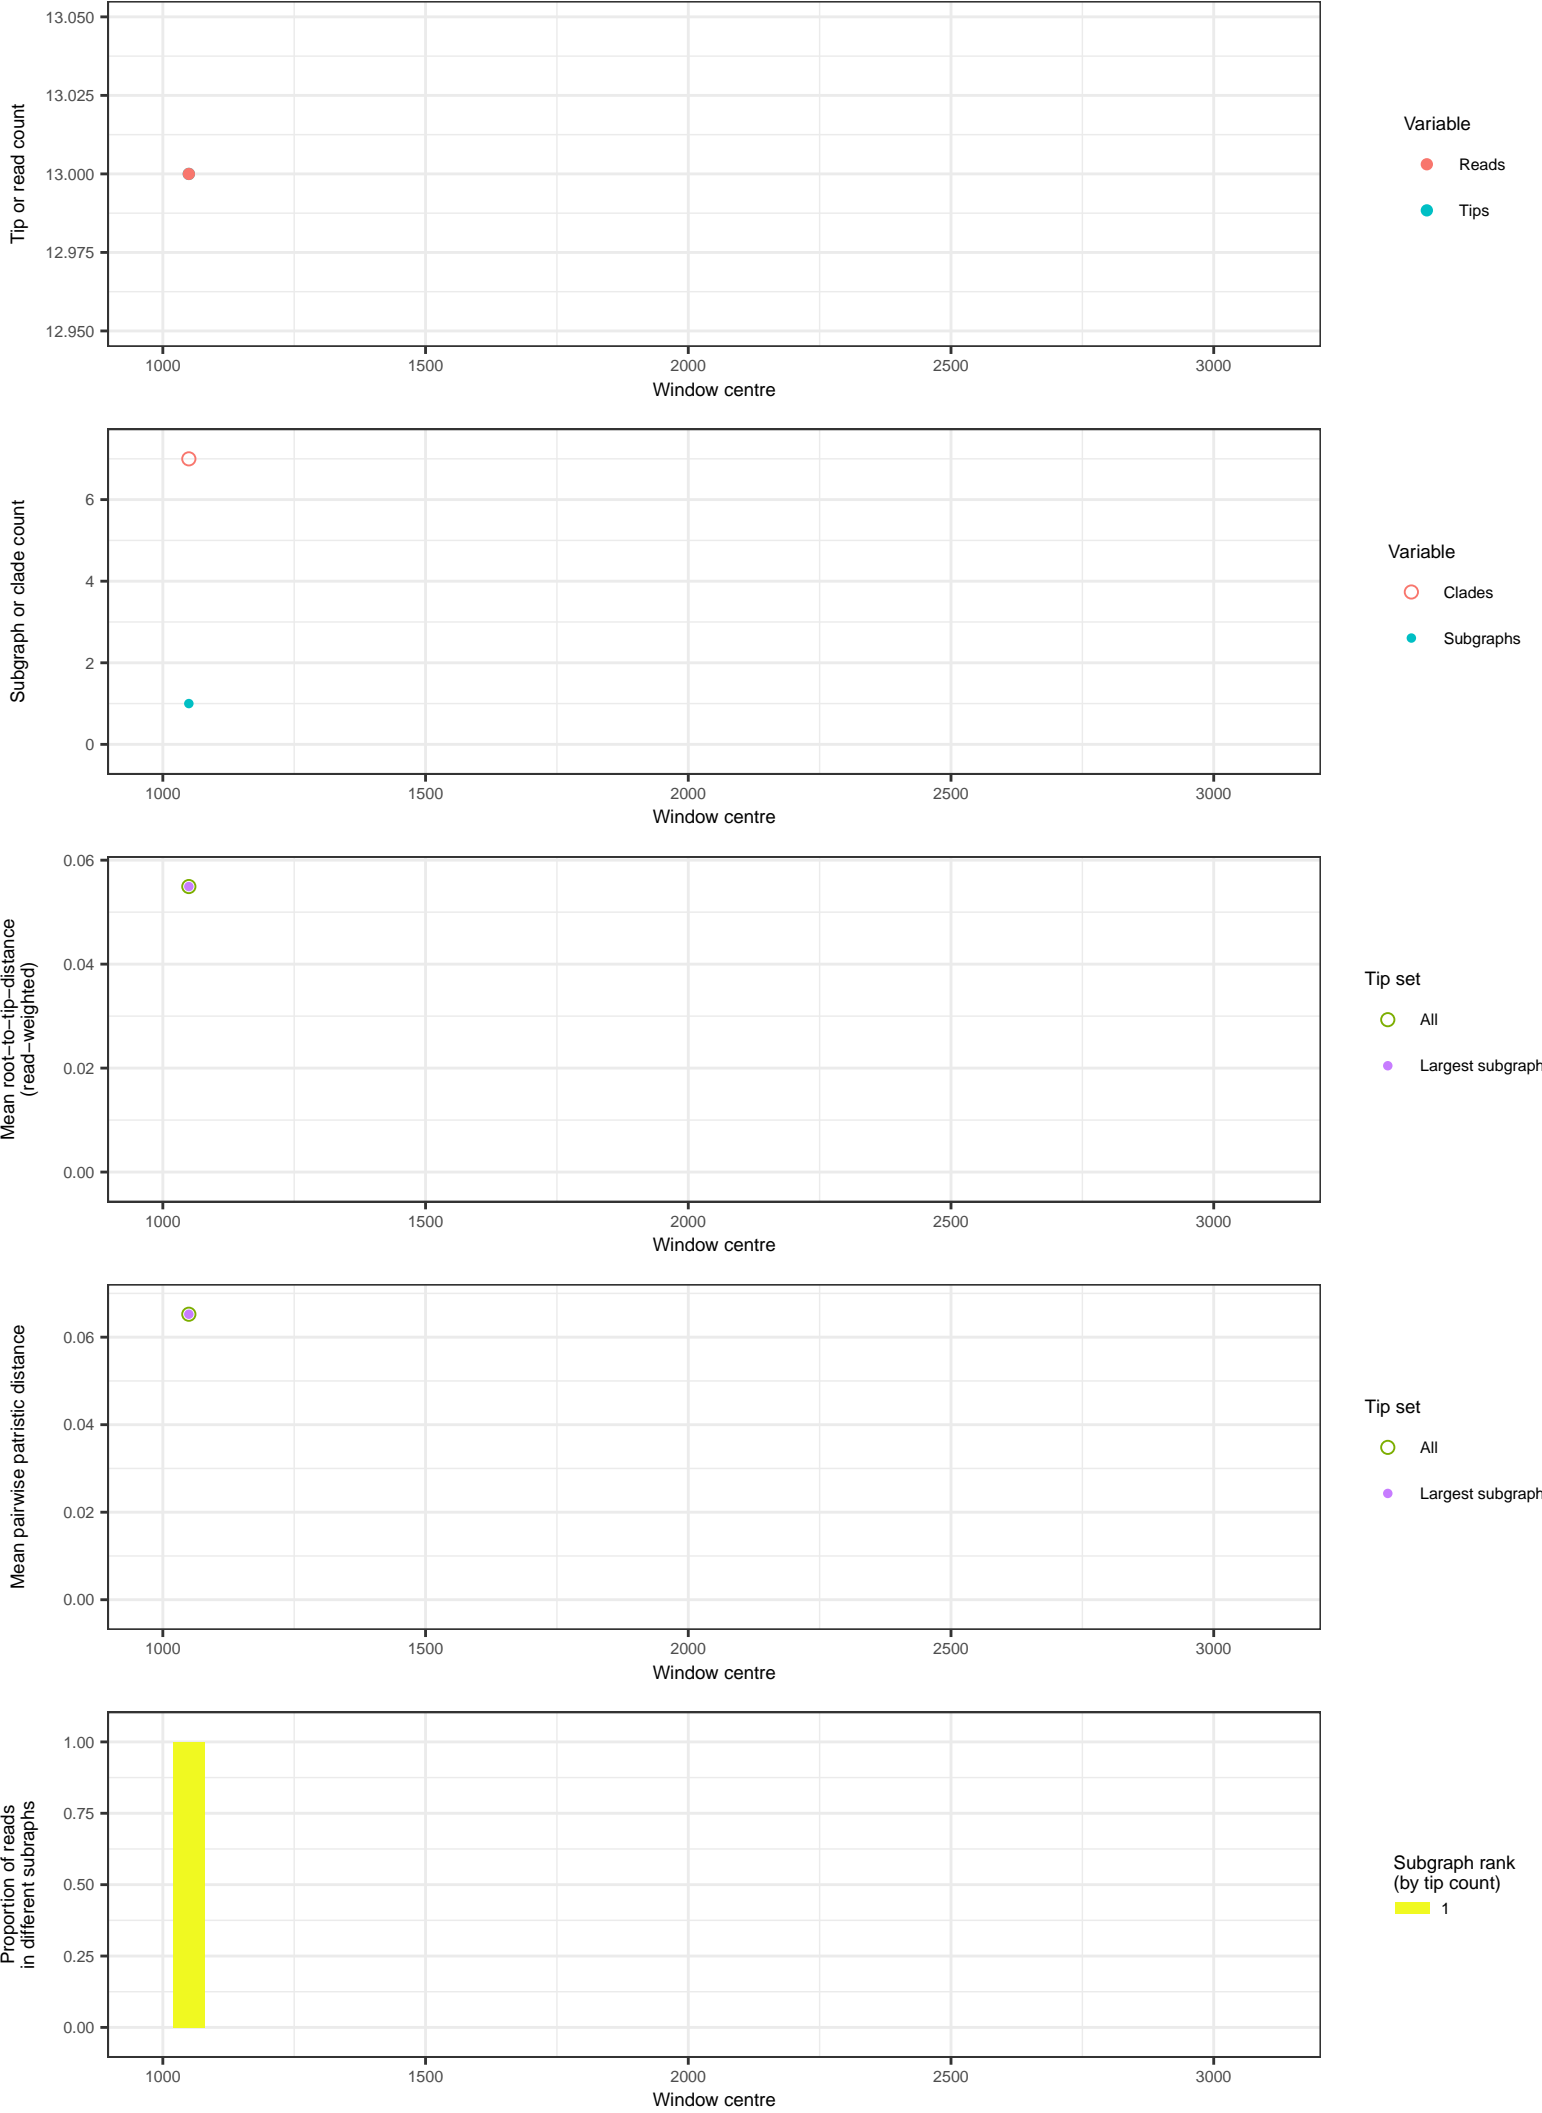 13.050
13.025
13.000
12.975
12.950
Tip or read count
1000 1500 2000 2500 3000
Window centre
Variable
Reads
Tips
6
4
2
0
Subgraph or clade count
1000 1500 2000 2500 3000
Window centre
Variable
Clades
Subgraphs
0.06
0.04
0.02
0.00
Mean root−to−tip−distance
(read−weighted)
1000 1500 2000 2500 3000
Window centre
Tip set
All
Largest subgraph
0.06
0.04
0.02
0.00
Mean pairwise patristic distance
1000 1500 2000 2500 3000
Window centre
Tip set
All
Largest subgraph
1.00
0.75
0.50
0.25
0.00
Proportion of reads
in different subraphs
1000 1500 2000 2500 3000
Window centre
Subgraph rank
(by tip count)
1